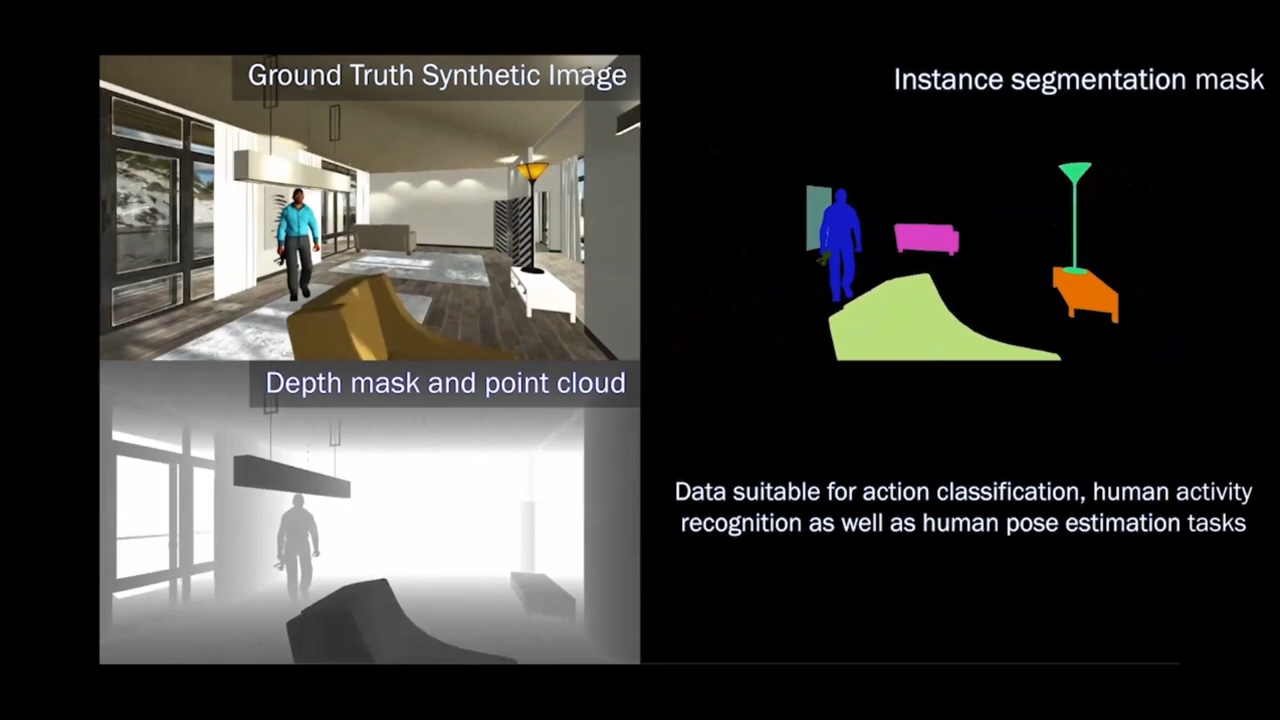 Ground Truth Synthetic Image
Instance segmentation mask
Depth mask and point cloud
Data suitable for action classification, human activity
recognition as well as human pose estimation tasks